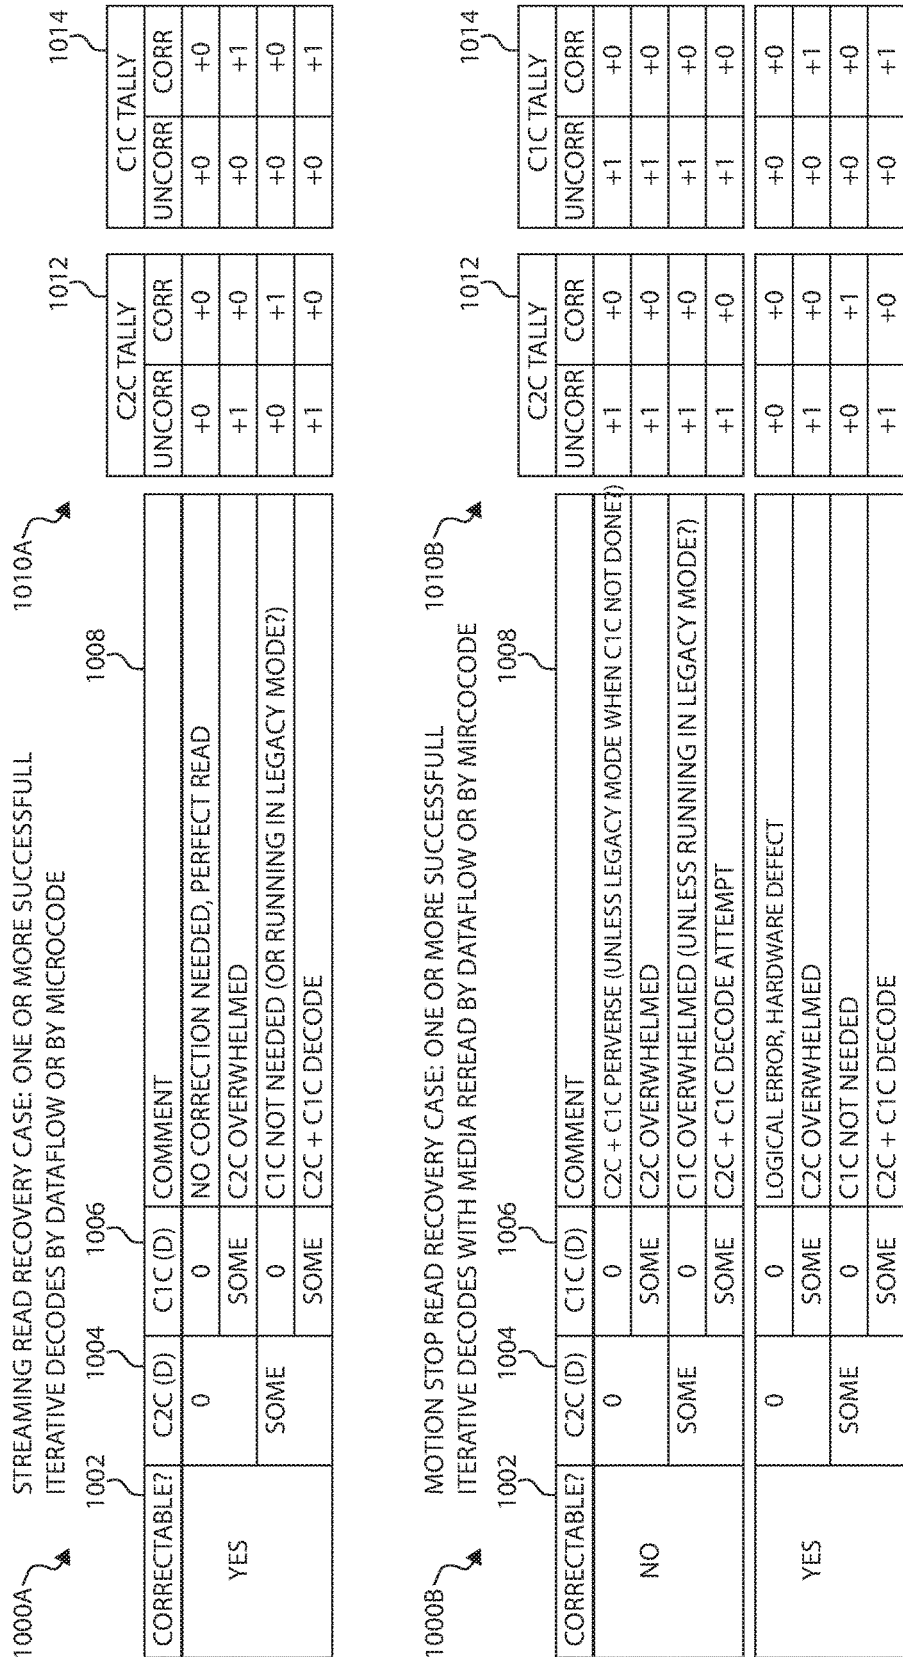 1000A
STREAMING READ RECOVERY CASE: ONE OR MORE SUCCESSFULL
ITERATIVE DECODES BY DATAFLOW OR BY MICROCODE
1010A
1002 1004 1006 1008 1012 1014
C2C TALLY C1C TALLY
CORRECTABLE? C2C (D) C1C (D) COMMENT UNCORR CORR UNCORR CORR
YES 0 0 NO CORRECTION NEEDED, PERFECT READ +0 +0 +0 +0
SOME C2C OVERWHELMED +1 +0 +0 +1
SOME 0 C1C NOT NEEDED (OR RUNNING IN LEGACY MODE?) +0 +1 +0 +0
SOME C2C + C1C DECODE +1 +0 +0 +1
1000B
MOTION STOP READ RECOVERY CASE: ONE OR MORE SUCCESSFULL
ITERATIVE DECODES WITH MEDIA REREAD BY DATAFLOW OR BY MIRCOCODE
1010B
1002 1004 1006 1008 1012 1014
C2C TALLY C1C TALLY
CORRECTABLE? C2C (D) C1C (D) COMMENT UNCORR CORR UNCORR CORR
NO 0 0 C2C + C1C PERVERSE (UNLESS LEGACY MODE WHEN C1C NOT DONE?) +1 +0 +1 +0
SOME C2C OVERWHELMED +1 +0 +1 +0
SOME 0 C1C OVERWHELMED (UNLESS RUNNING IN LEGACY MODE?) +1 +0 +1 +0
SOME C2C + C1C DECODE ATTEMPT +1 +0 +1 +0
YES 0 0 LOGICAL ERROR, HARDWARE DEFECT +0 +0 +0 +0
SOME C2C OVERWHELMED +1 +0 +0 +1
SOME 0 C1C NOT NEEDED +0 +1 +0 +0
SOME C2C + C1C DECODE +1 +0 +0 +1